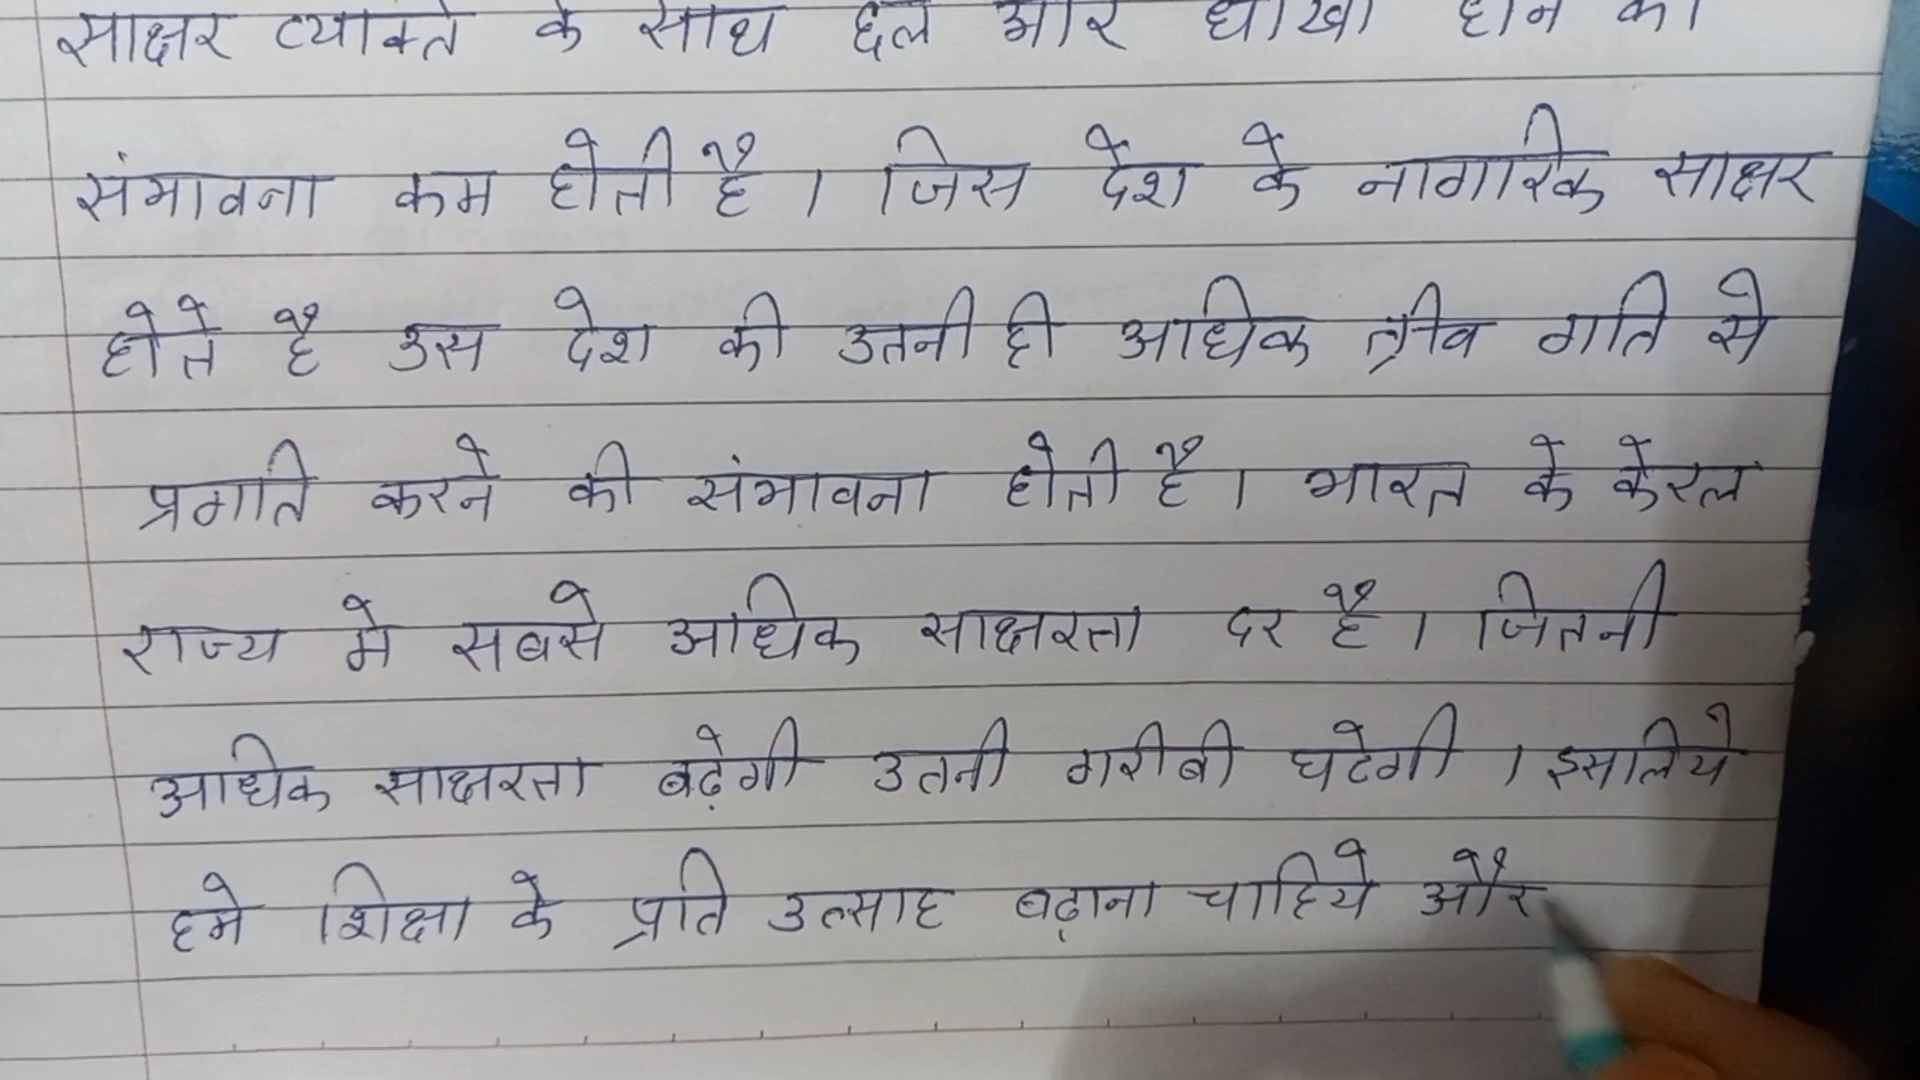 साक्षर व्यक्ति के साथ छल और धोखा होने की
संभावना कम होती है । जिस देश के नागरिक साक्षर
होते है उस देश की उतनी ही अधिक त्रीव गति से
प्रगति करने की संभावना होती है । भारत के केरल
राज्य मे सबसे अधिक साक्षरता दर है । जितनी
अधिक साक्षरता बढ़ेगी उतनी गरीबी घटेगी । इसलिये
हमे शिक्षा के प्रति उत्साह बढ़ाना चाहिये और